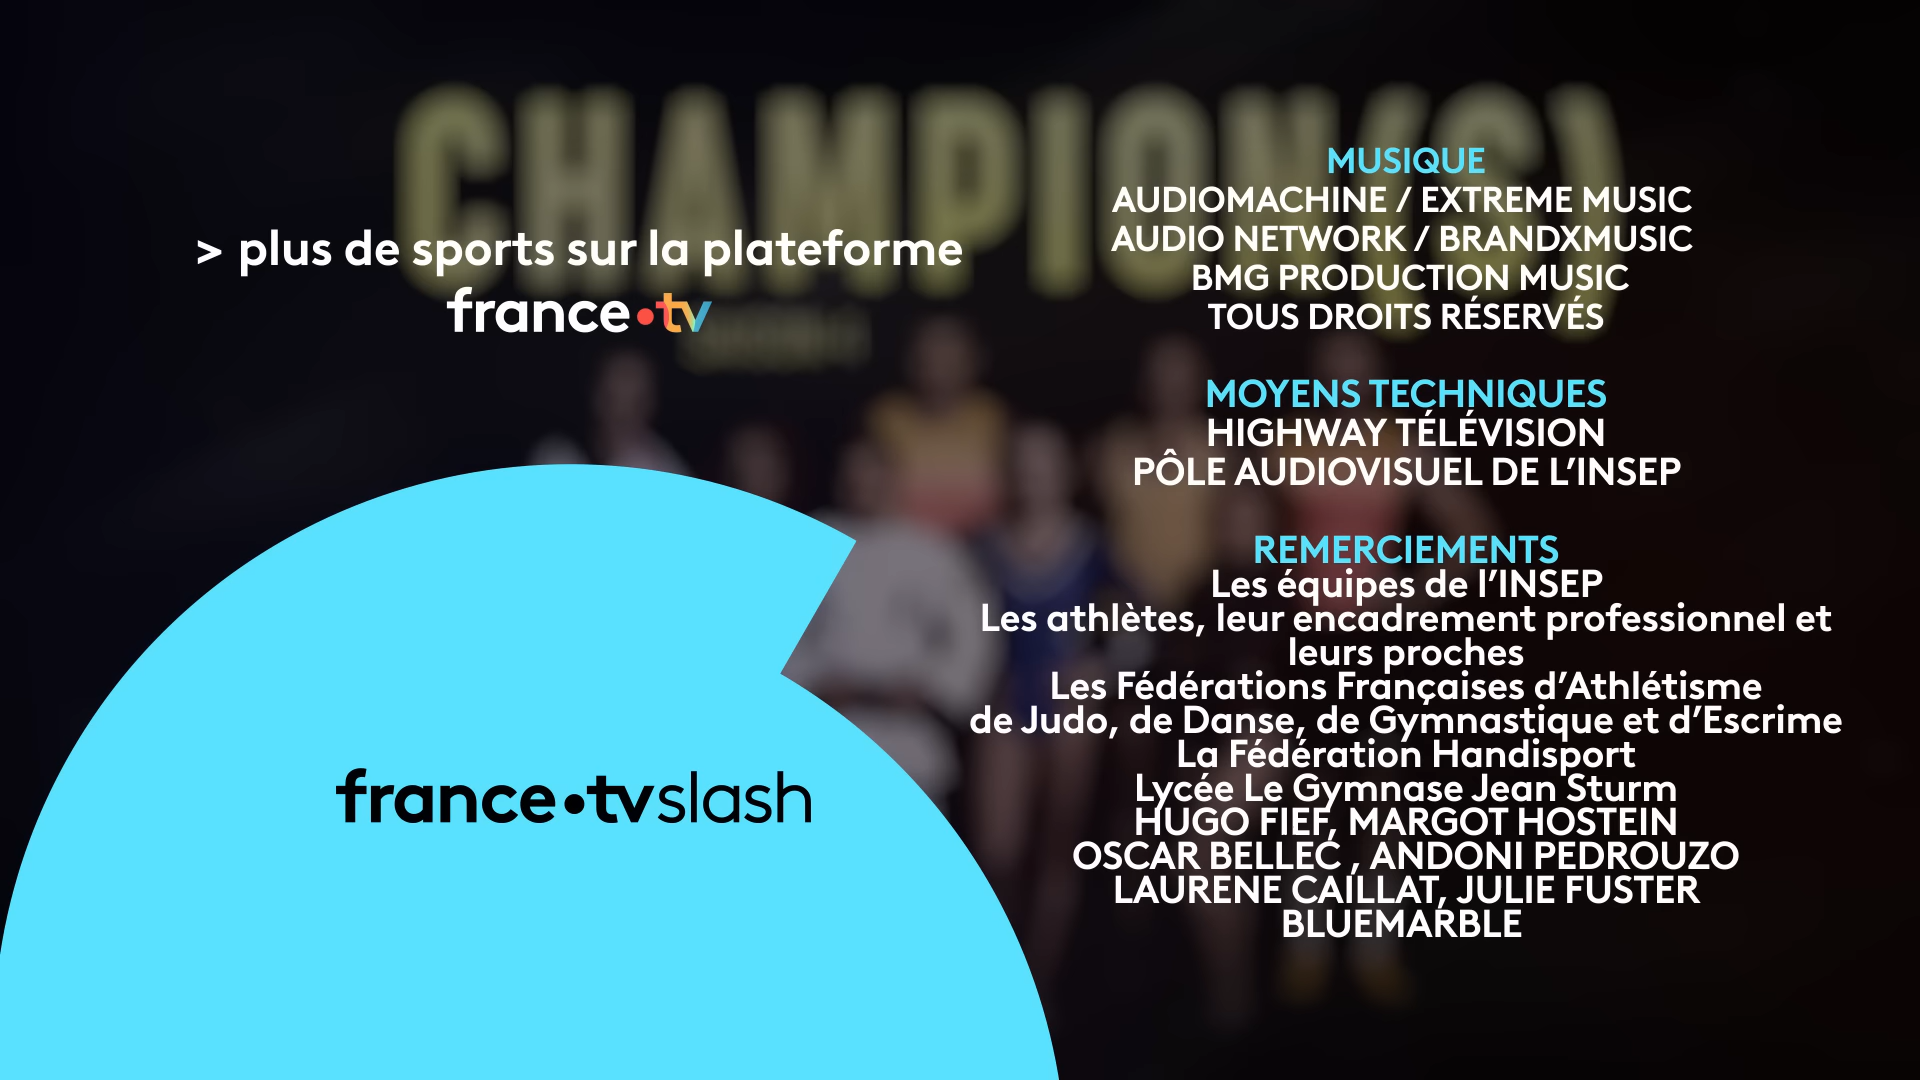 CHAMPION(S)
> plus de sports sur la plateforme
france•tv
france•tvslash
MUSIQUE
AUDIOMACHINE / EXTREME MUSIC
AUDIO NETWORK / BRANDXMUSIC
BMG PRODUCTION MUSIC
TOUS DROITS RÉSERVÉS
MOYENS TECHNIQUES
HIGHWAY TÉLÉVISION
PÔLE AUDIOVISUEL DE L’INSEP
REMERCIEMENTS
Les équipes de l’INSEP
Les athlètes, leur encadrement professionnel et
leurs proches
Les Fédérations Françaises d’Athlétisme
de Judo, de Danse, de Gymnastique et d’Escrime
La Fédération Handisport
Lycée Le Gymnase Jean Sturm
HUGO FIEF, MARGOT HOSTEIN
OSCAR BELLEC , ANDONI PEDROUZO
LAURENE CAILLAT, JULIE FUSTER
BLUEMARBLE